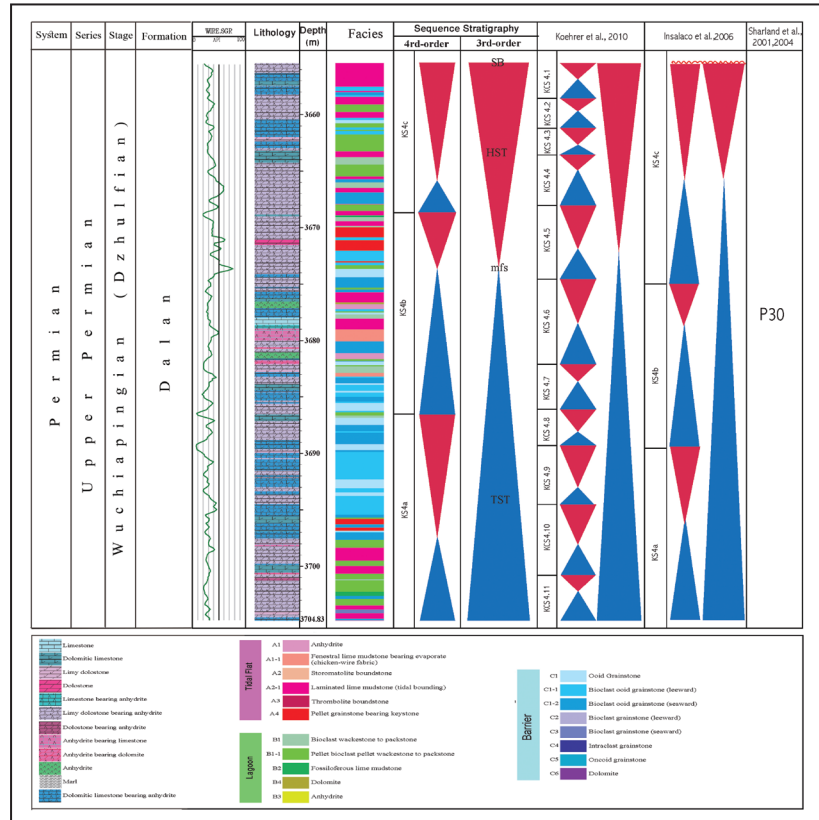 System
Series
Stage
Formation
WIRE.SGR
0 API 100
Lithology
Depth
(m)
Facies
Sequence Stratigraphy
4rd-order
3rd-order
Koehrer et al., 2010
Insalaco et al.2006
Sharland et al.,
2001,2004
Permian
Upper Permian
Wuchiapingian (Dzhulfian)
Dalan
3660
3670
3680
3690
3700
3704.83
KS4c
KS4b
KS4a
SB
HST
mfs
TST
KCS 4.1
KCS 4.2
KCS 4.3
KCS 4.4
KCS 4.5
KCS 4.6
KCS 4.7
KCS 4.8
KCS 4.9
KCS4.10
KCS 4.11
KS4c
KS4b
KS4a
P30
Limestone
Dolomitic limestone
Limy dolostone
Dolostone
Limestone bearing anhydrite
Limy dolostone bearing anhydrite
Dolostone bearing anhydrite
Anhydrite bearing limestone
Anhydrite bearing dolomite
Anhydrite
Marl
Dolomitic limestone bearing anhydrite
Tidal Flat
A1 Anhydrite
A1-1 Fenestral lime mudstone bearing evaporate
(chicken-wire fabric)
A2 Storomatolite boundstone
A2-1 Laminated lime mudstone (tidal bounding)
A3 Thrombolite boundstone
A4 Pellet grainstone bearing keystone
Lagoon
B1 Bioclast wackestone to packstone
B1-1 Pellet bioclast pellet wackestone to packstone
B2 Fossiloferous lime mudstone
B4 Dolomite
B3 Anhydrite
Barrier
C1 Ooid Grainstone
C1-1 Bioclast ooid grainstone (leeward)
C1-2 Bioclast ooid grainstone (seaward)
C2 Bioclast grainstone (leeward)
C3 Bioclast grainstone (seaward)
C4 Intraclast grainstone
C5 Oncoid grainstone
C6 Dolomite